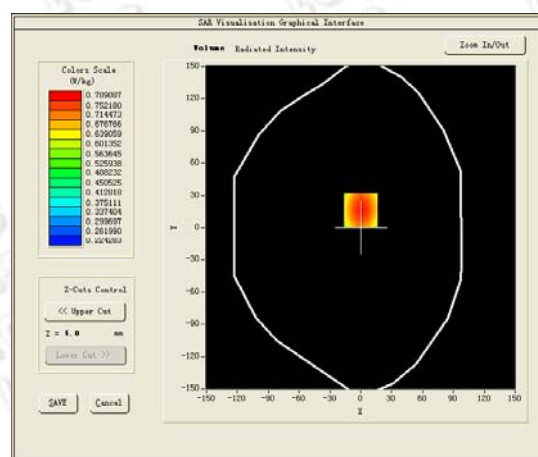 SAR Visualisation Graphical Interface
Volume Radiated Intensity
Zoom In/Out
Colors Scale
(W/kg)
0.789887
0.752180
0.714473
0.676766
0.639059
0.601352
0.563645
0.525938
0.488232
0.450525
0.412818
0.375111
0.337404
0.299697
0.261990
0.224283
Z-Cuts Control
<< Upper Cut
Z = 4.0 mm
Lower Cut >>
SAVE
Cancel
150-
120-
90-
60-
30-
0-
-30-
-60-
-90-
-120-
-150-
Y
-150 -120 -90 -60 -30 0 30 60 90 120 150
X